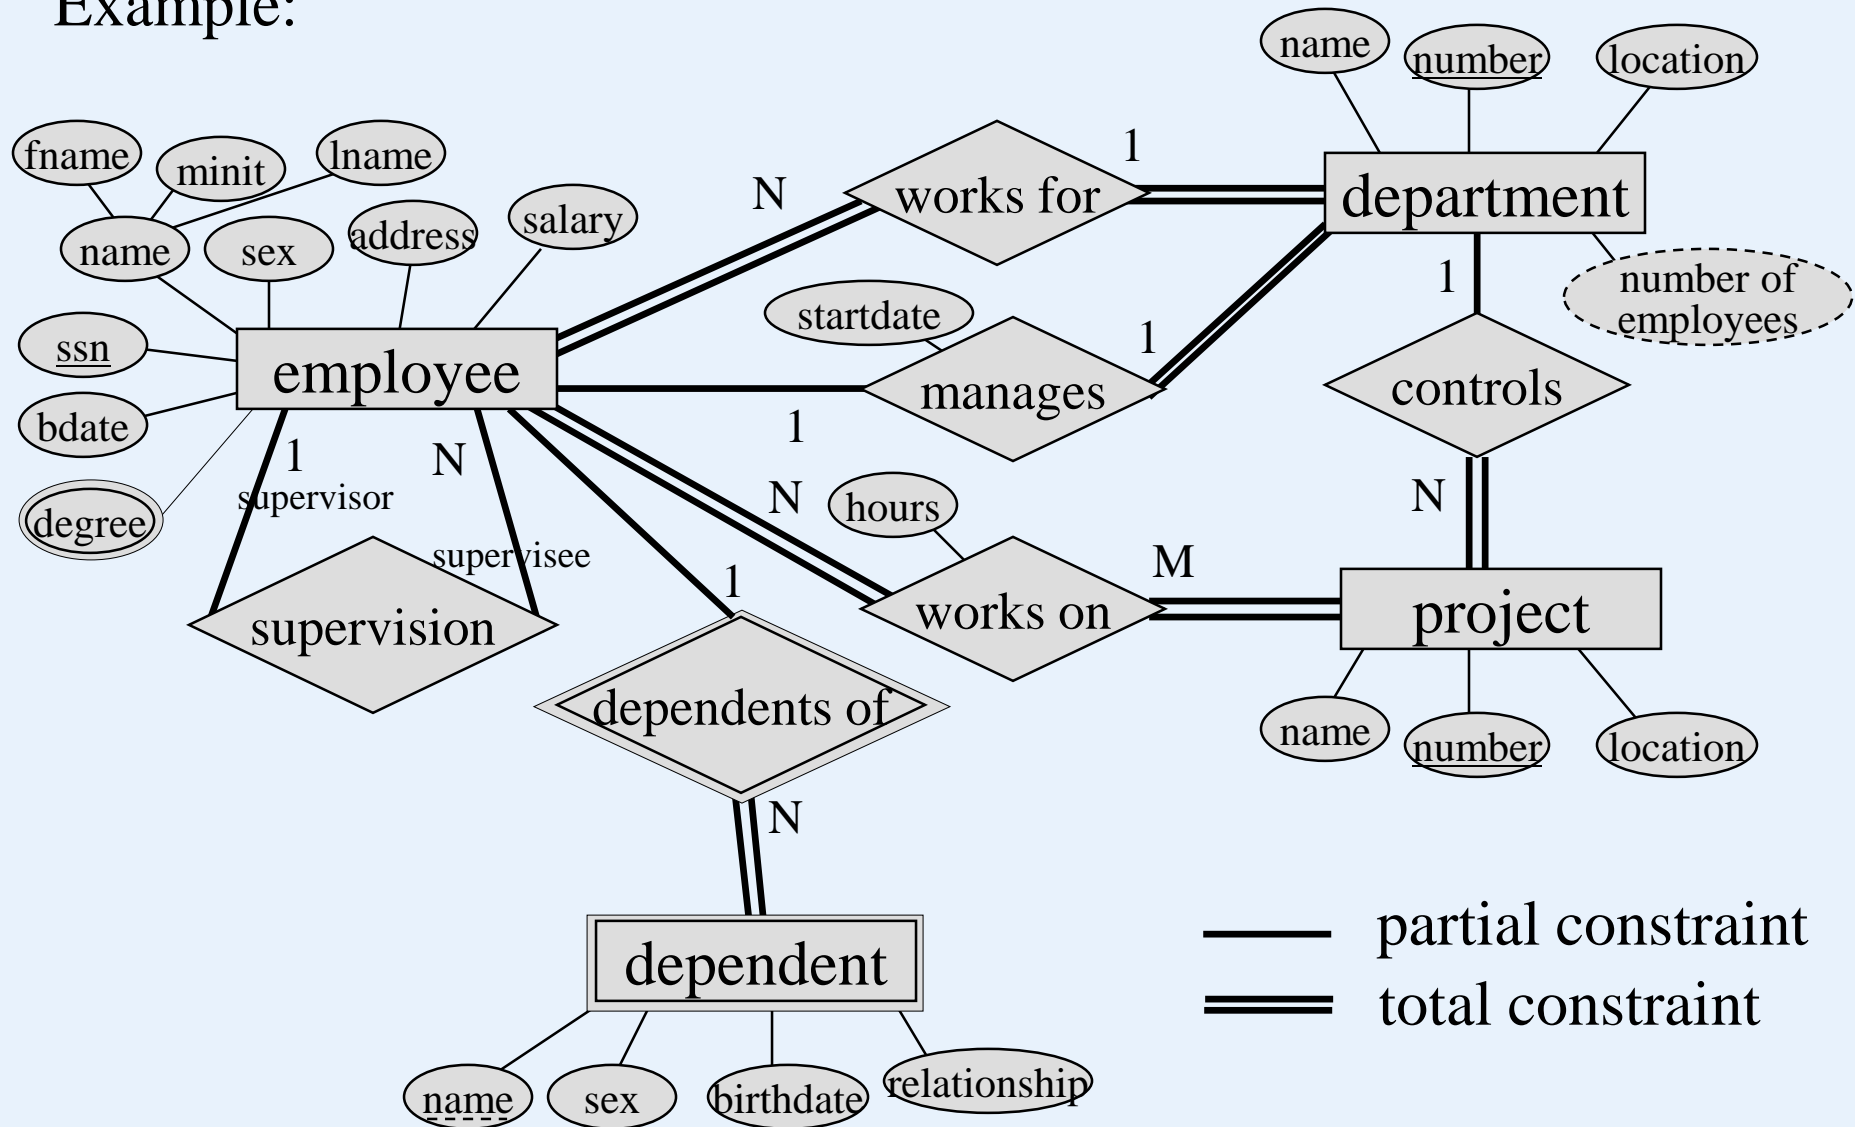 Example:
name
number
location
fname
minit
lname
1
N
works for
department
salary
address
name
sex
1
number of
employees
startdate
1
ssn
employee
manages
controls
bdate
1
1
N
supervisor
N
hours
N
degree
supervisee
M
1
works on
project
supervision
dependents of
name
number
location
N
partial constraint
dependent
total constraint
name
sex
birthdate
relationship